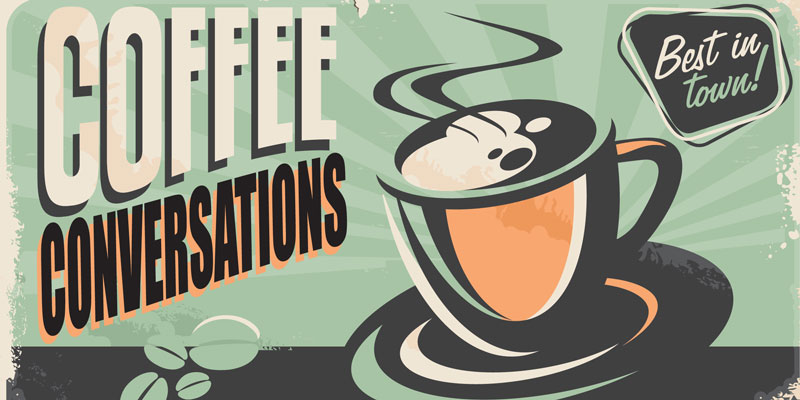 COFFEE
CONVERSATIONS
Best in
town!